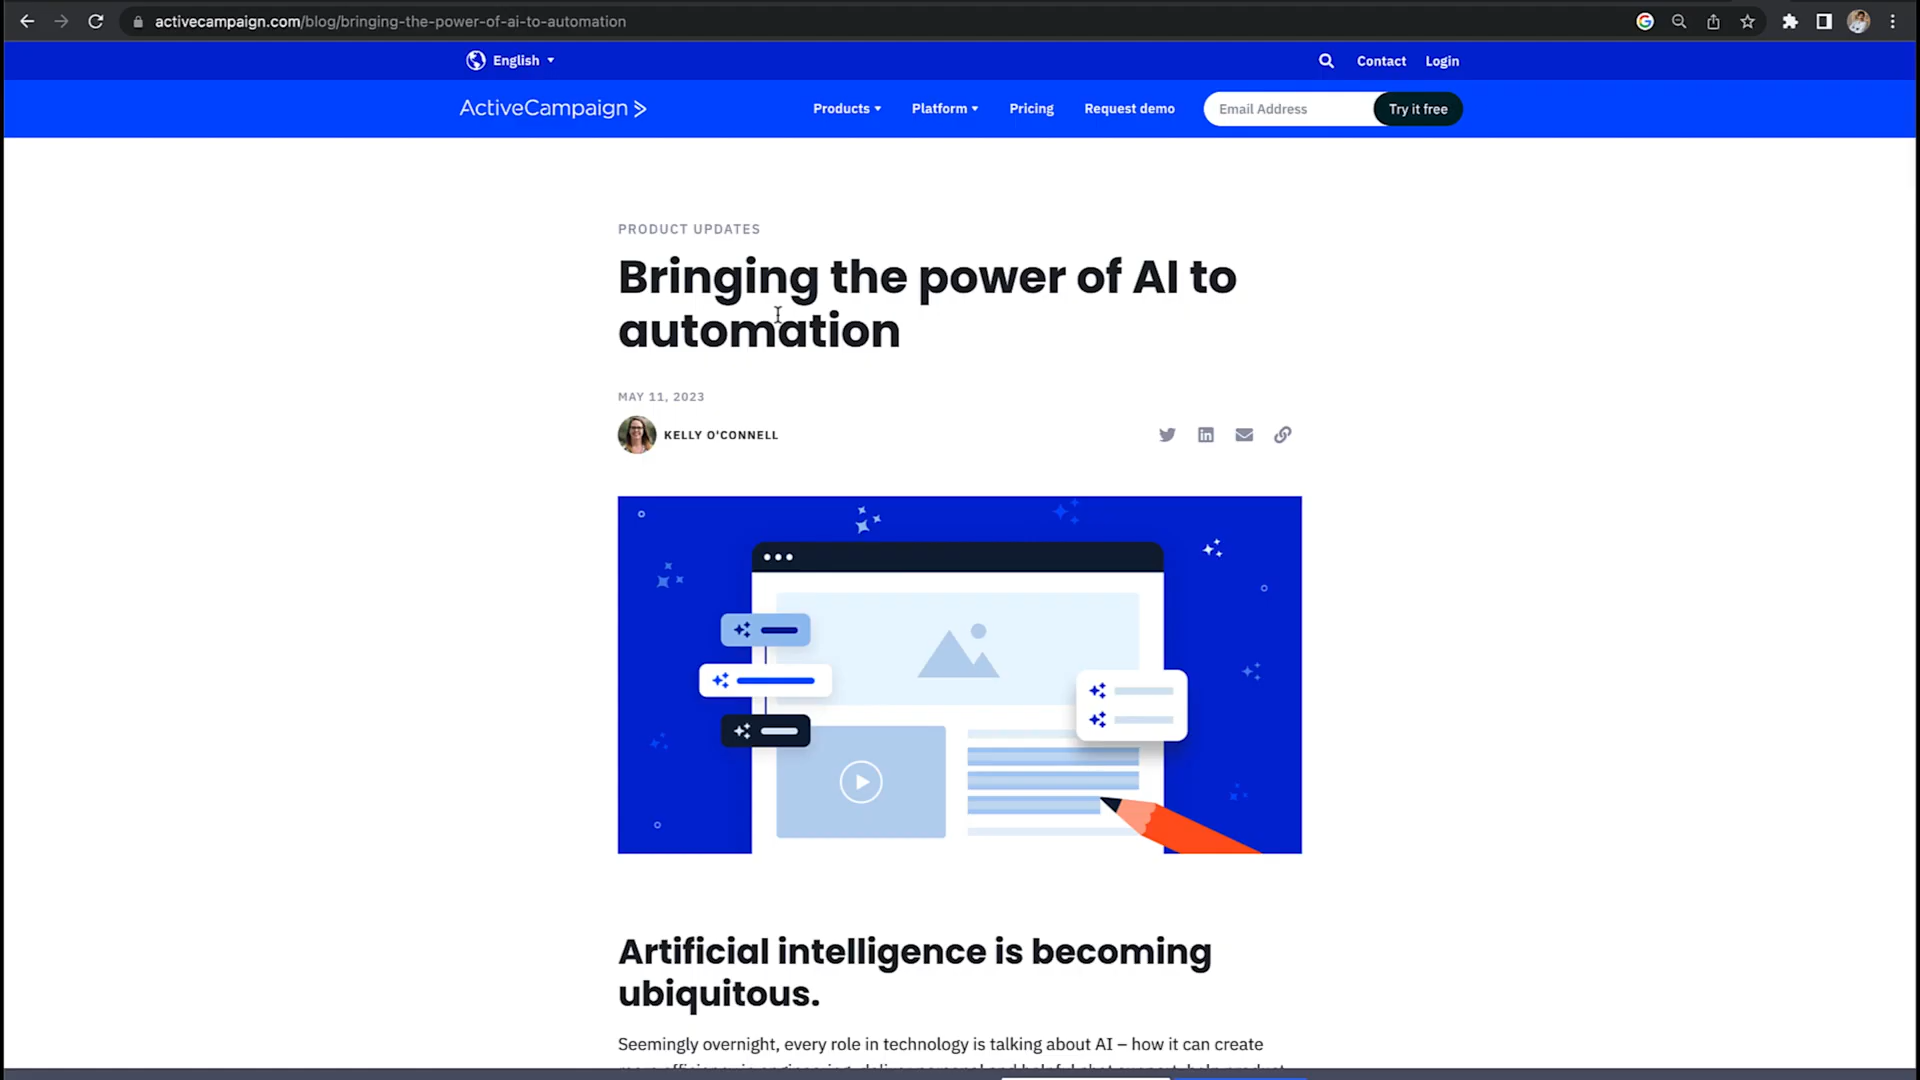 activecampaign.com/blog/bringing-the-power-of-ai-to-automation
English
Contact
Login
ActiveCampaign
Products
Platform
Pricing
Request demo
Email Address
Try it free
PRODUCT UPDATES
Bringing the power of AI to
automation
MAY 11, 2023
KELLY O'CONNELL
Artificial intelligence is becoming
ubiquitous.
Seemingly overnight, every role in technology is talking about AI – how it can create